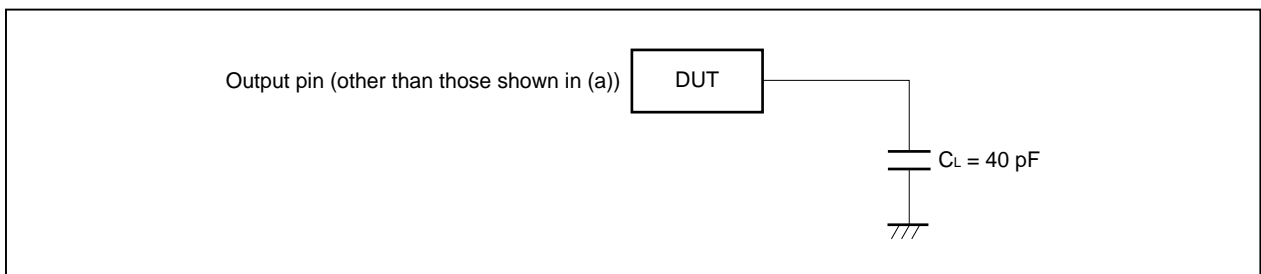 Output pin (other than those shown in (a)) DUT
CL = 40 pF